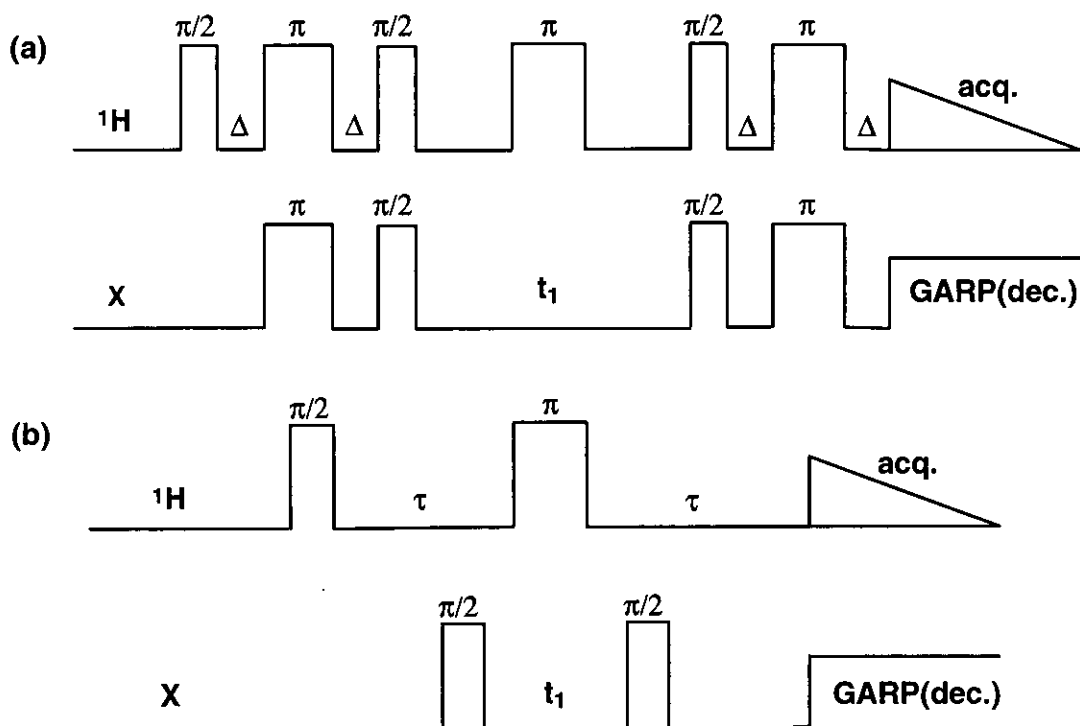 π/2 π π/2 π π/2 π
(a)
¹H Δ Δ Δ Δ acq.
π π/2 π/2 π
X t₁ GARP(dec.)
π/2 π
(b)
¹H τ τ acq.
π/2 π/2
X t₁ GARP(dec.)